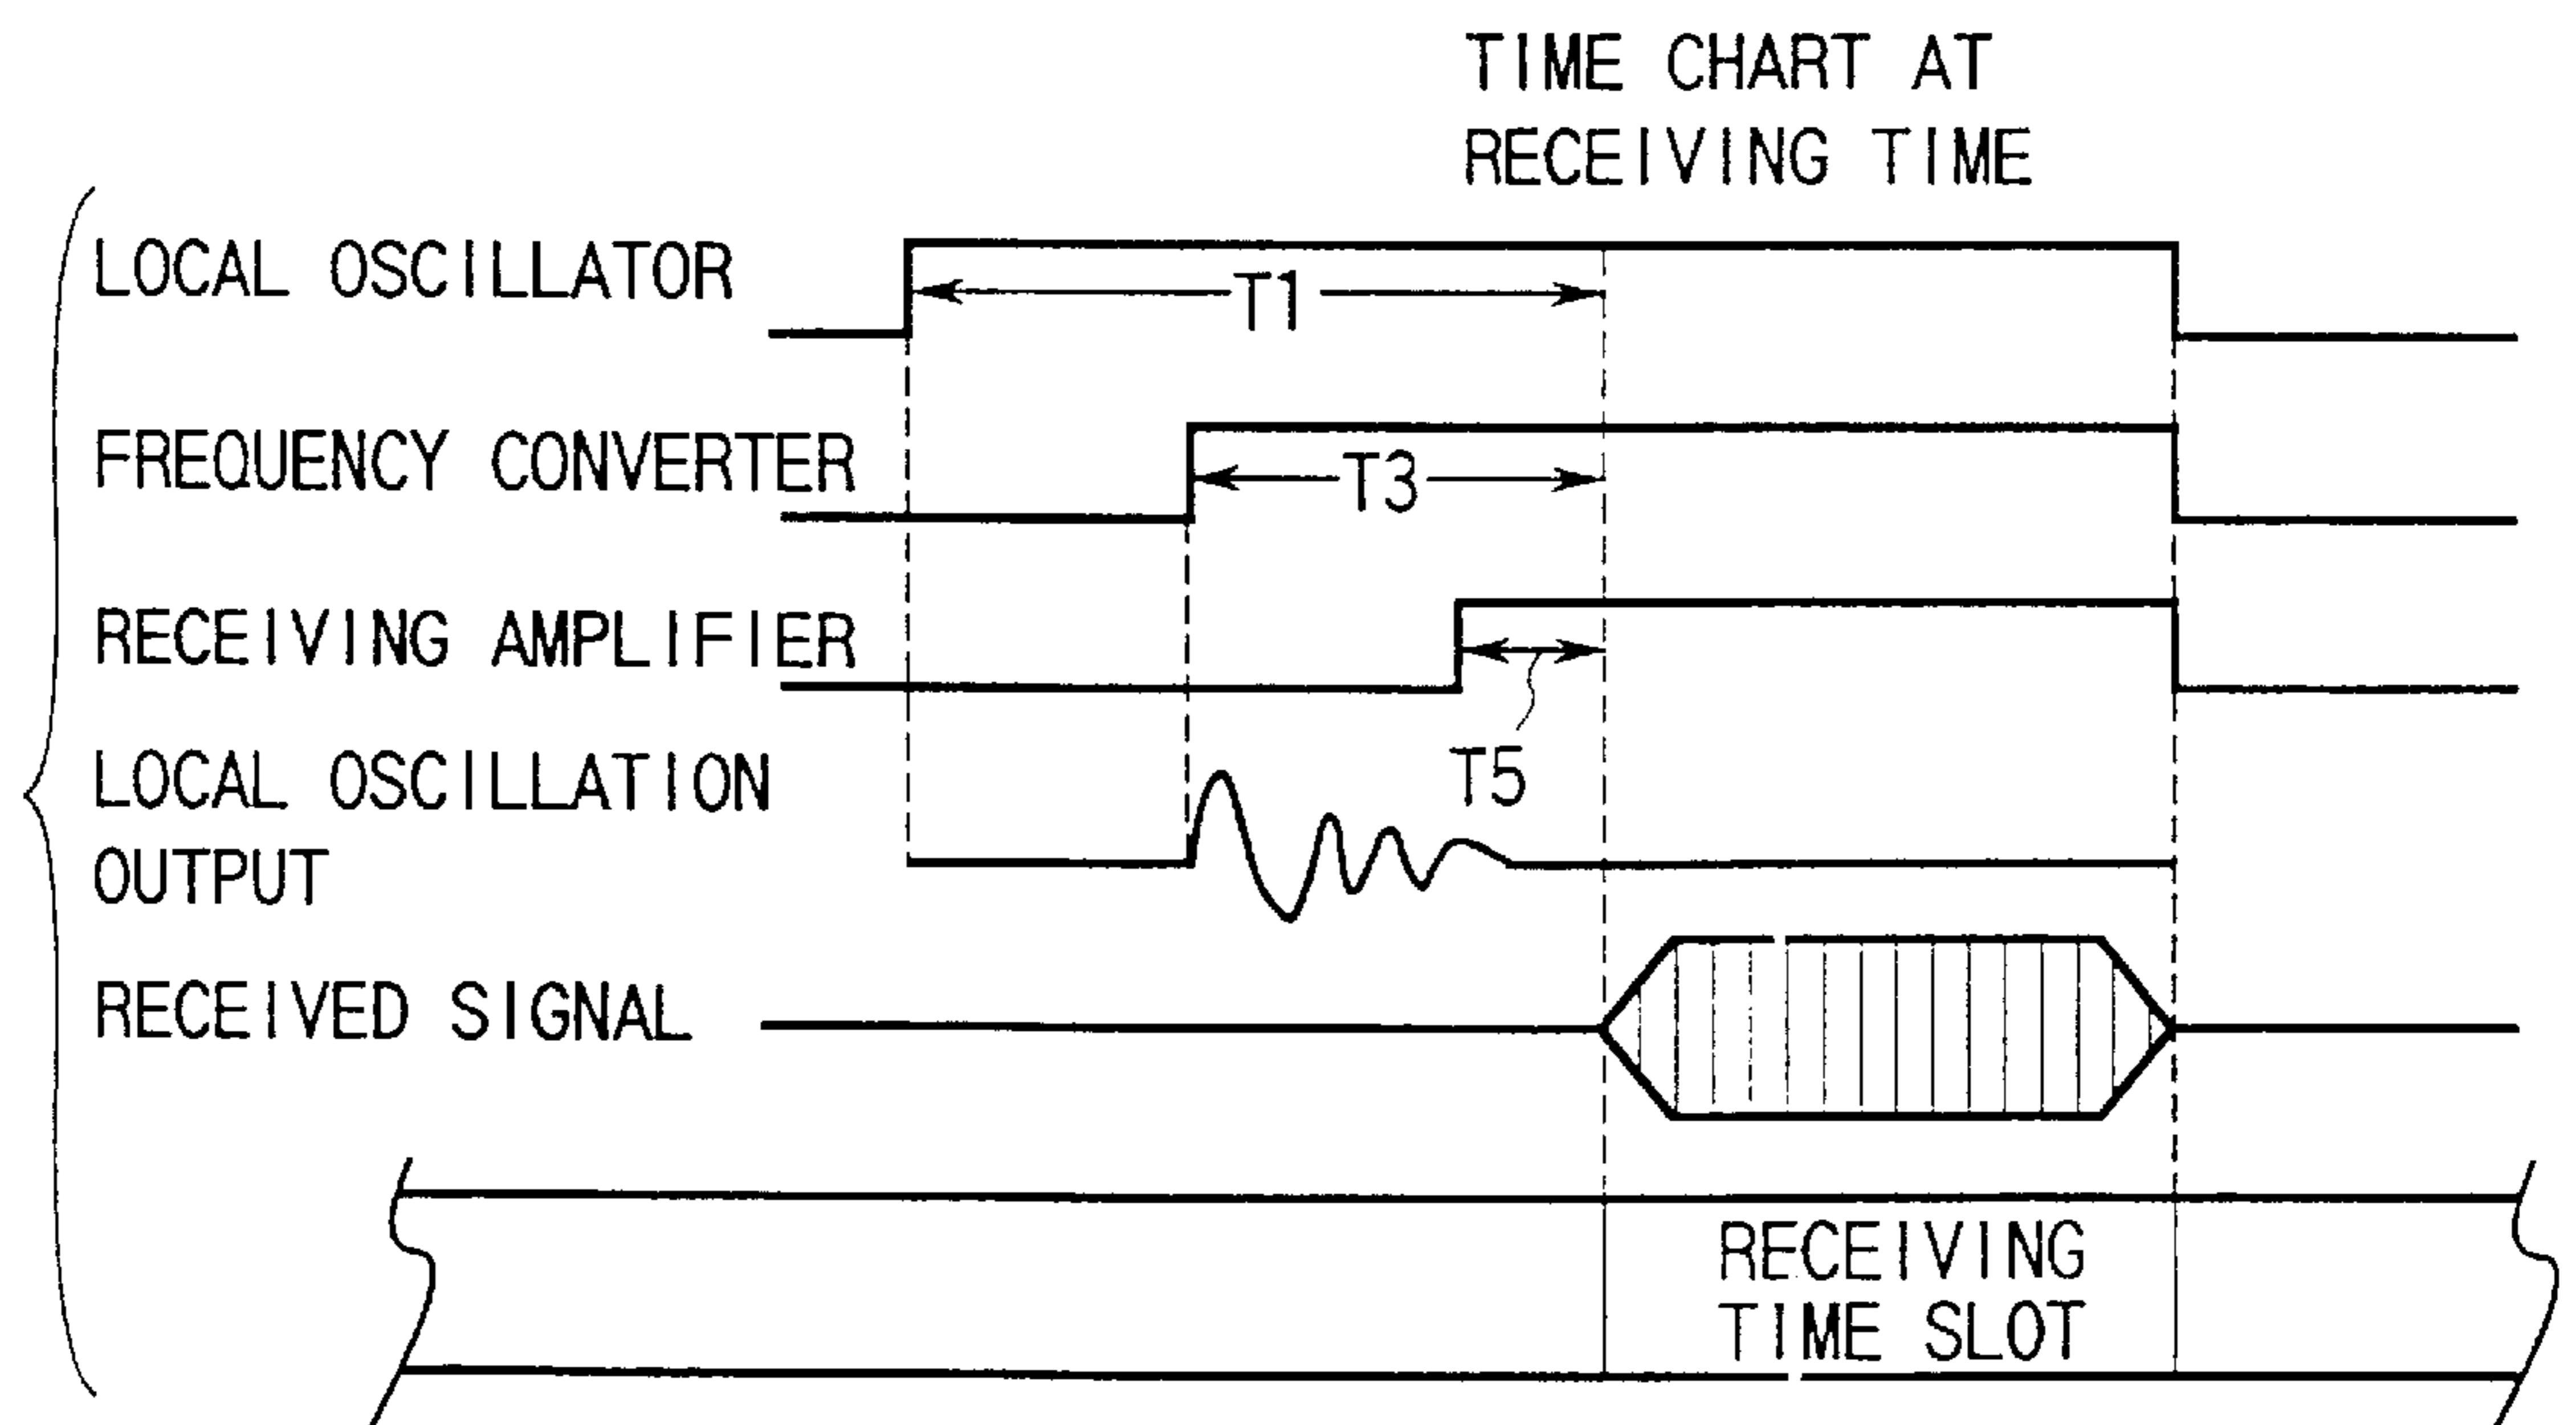 TIME CHART AT
RECEIVING TIME
LOCAL OSCILLATOR
T1
FREQUENCY CONVERTER
T3
RECEIVING AMPLIFIER
T5
LOCAL OSCILLATION
OUTPUT
RECEIVED SIGNAL
RECEIVING
TIME SLOT